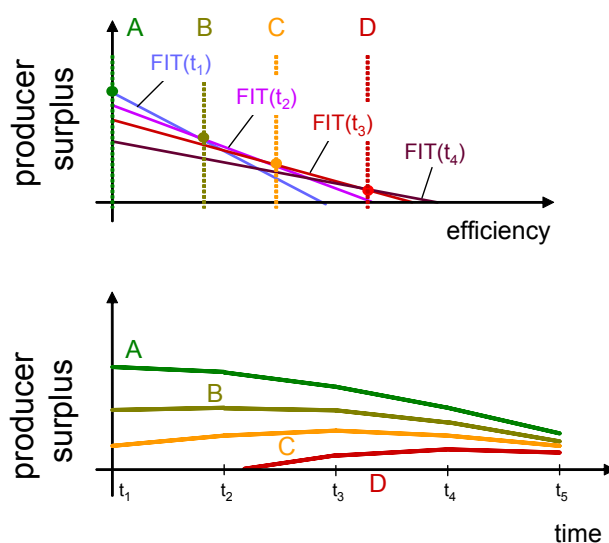 A
B
C
D
FIT(t1)
FIT(t2)
FIT(t3)
FIT(t4)
producer
surplus
efficiency
A
B
C
D
producer
surplus
t1
t2
t3
t4
t5
time